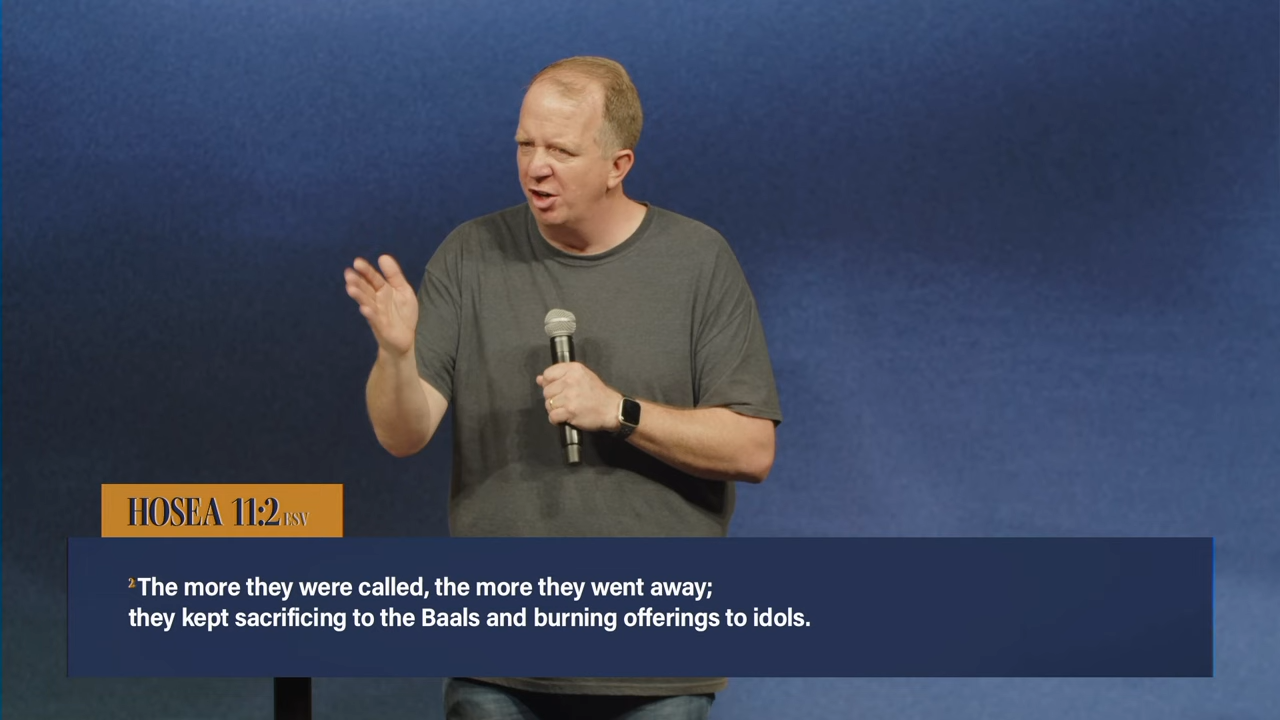 HOSEA 11:2 ESV
2 The more they were called, the more they went away;
they kept sacrificing to the Baals and burning offerings to idols.